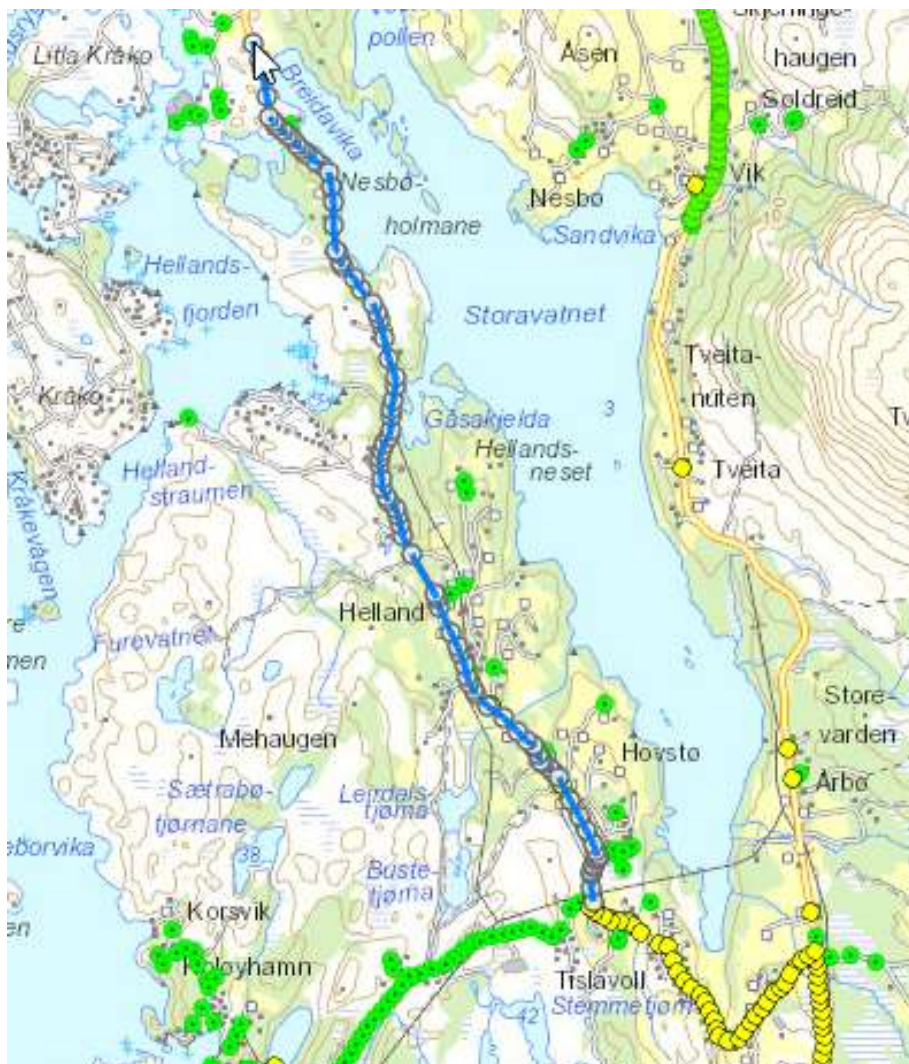 pollen
Litla Kråko
Åsen
haugen
Soldreid
Breidavika
Nesbø-
holmane
Nesbø
Vik
Sandvika
Hellands-
fjorden
Storavatnet
3
Tveita-
nuten
Kråko
Gåsakjelda
Hellands-
neset
Tveita
Helland-
straumen
Kråkevågen
Helland
Furevatnet
Mehaugen
Hovstø
Store-
varden
Årbø
Sætrabø-
tjørnane
38
Leirdals-
tjørna
Buste-
tjørna
Korsvik
Tislavoll
Stemmetjørn
42
3